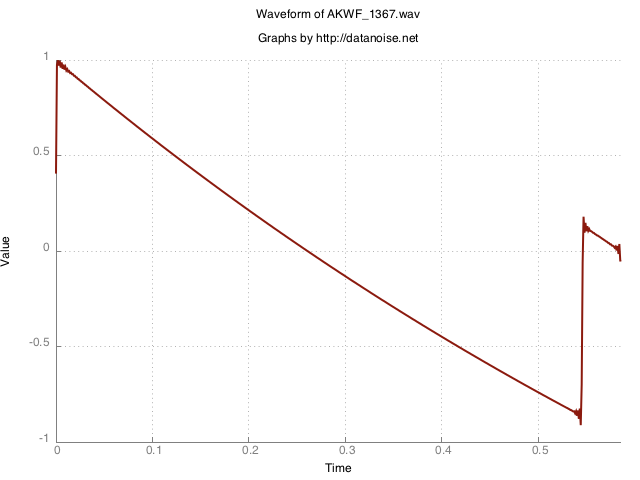 Waveform of AKWF_1367.wav
Graphs by http://datanoise.net
1
0.5
0
-0.5
-1
Value
0 0.1 0.2 0.3 0.4 0.5
Time